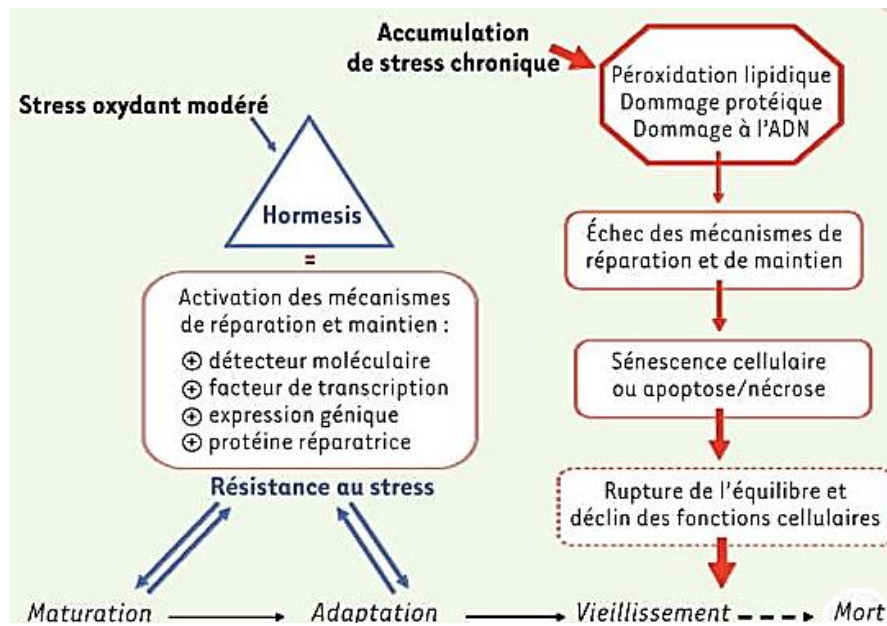 Accumulation
de stress chronique
Péroxidation lipidique
Dommage protéique
Dommage à l'ADN
Stress oxydant modéré
Hormesis
=
Échec des mécanismes de
réparation et de maintien
Activation des mécanismes
de réparation et maintien :
⊕ détecteur moléculaire
⊕ facteur de transcription
⊕ expression génique
⊕ protéine réparatrice
Sénescence cellulaire
ou apoptose/nécrose
Résistance au stress
Rupture de l'équilibre et
déclin des fonctions cellulaires
Maturation Adaptation Vieillissement Mort